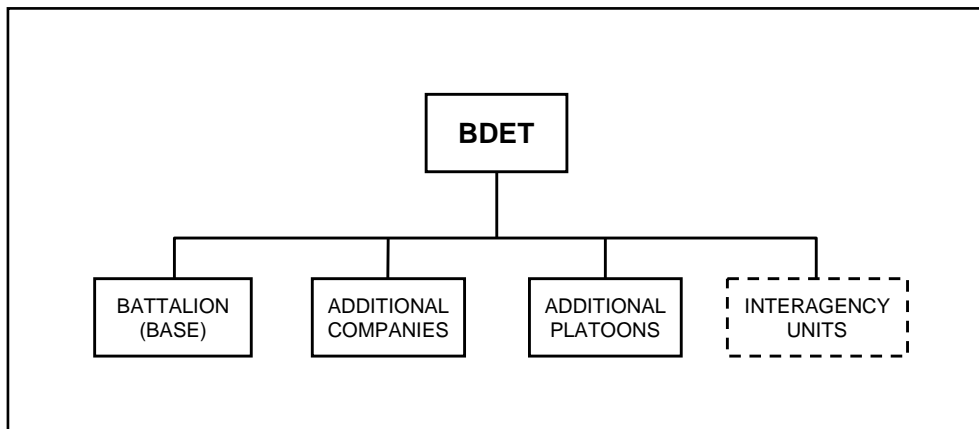 BDET
BATTALION
(BASE)
ADDITIONAL
COMPANIES
ADDITIONAL
PLATOONS
INTERAGENCY
UNITS